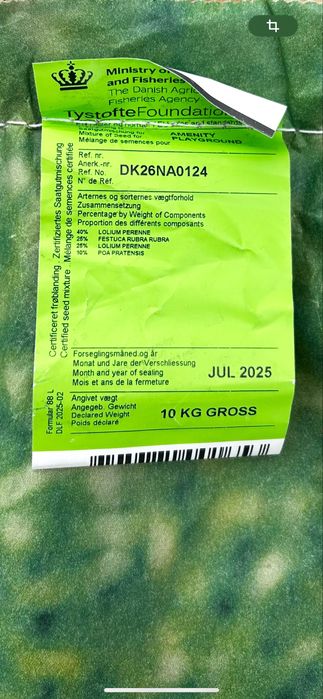 Ministry of
and Fisheries
The Danish Agric
Fisheries Agency
TystofteFoundation
Mixture of Seed for
AMENITY
Mélange de semences pour
PLAYGROUND
Ref. nr.
Anerk.-nr.
Ref. No.
DK26NA0124
N° de Ref.
Arternes og sorternes vægtforhold
Zusammensetzung
Percentage by Weight of Components
Proportion des différents composants
40% LOLIUM PERENNE
25% FESTUCA RUBRA RUBRA
25% LOLIUM PERENNE
10% POA PRATENSIS
Forseglingsmåned og år
Monat und Jare der Verschliessung
Month and year of sealing
JUL 2025
Mois et ans de la fermeture
Angivet vægt
Angegeb. Gewicht
Declared Weight
10 KG GROSS
Poids déclaré
Certificeret frøblanding Zertifiziertes Saatgutmischung
Certified seed mixture Mélange de semences certifiée
Formular 88 L
DLF 2025-02